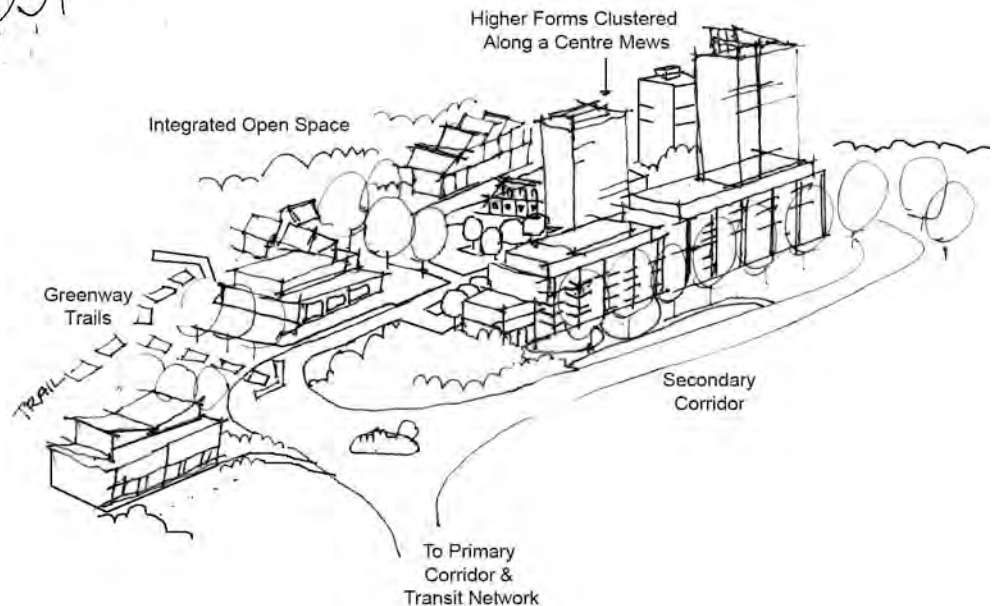 Higher Forms Clustered
Along a Centre Mews
Integrated Open Space
Greenway
Trails
TRAIL
Secondary
Corridor
To Primary
Corridor &
Transit Network